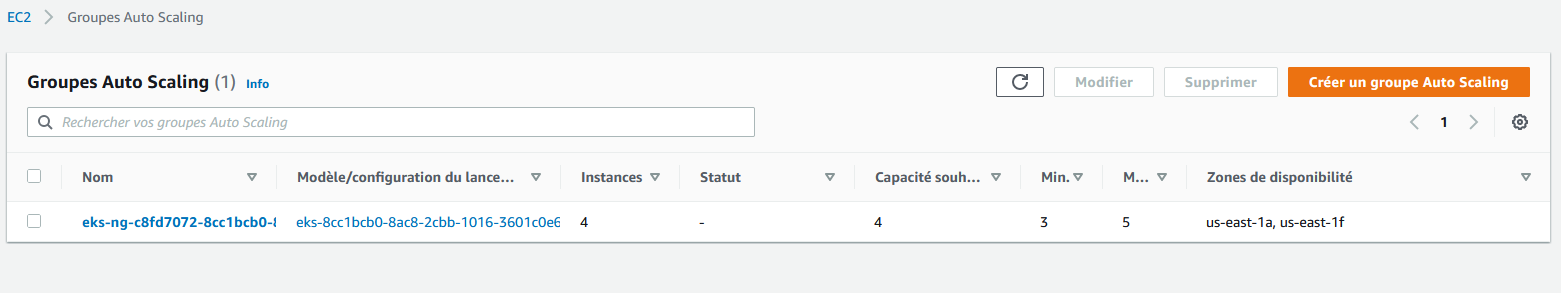 EC2 > Groupes Auto Scaling
Groupes Auto Scaling (1) Info
Modifier Supprimer Créer un groupe Auto Scaling
Rechercher vos groupes Auto Scaling
1
Nom Modèle/configuration du lance... Instances Statut Capacité souh... Min. M... Zones de disponibilité
eks-ng-c8fd7072-8cc1bcb0-8 eks-8cc1bcb0-8ac8-2cbb-1016-3601c0e6 4 - 4 3 5 us-east-1a, us-east-1f